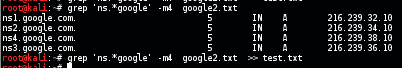 root@kali:~# grep 'ns.*google' -m4 google2.txt
ns1.google.com. 5 IN A 216.239.32.10
ns2.google.com. 5 IN A 216.239.34.10
ns4.google.com. 5 IN A 216.239.38.10
ns3.google.com. 5 IN A 216.239.36.10
root@kali:~# grep 'ns.*google' -m4 google2.txt >> test.txt